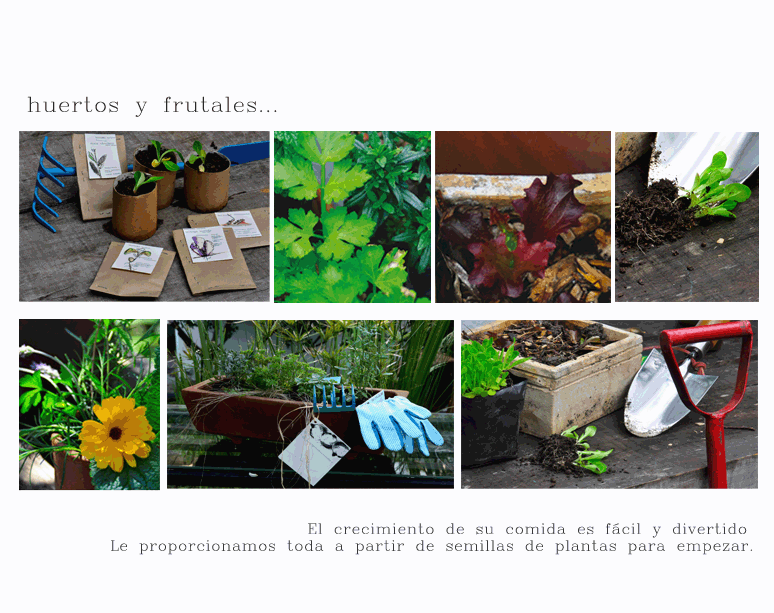 huertos y frutales...
El crecimiento de su comida es fácil y divertido
Le proporcionamos toda a partir de semillas de plantas para empezar.